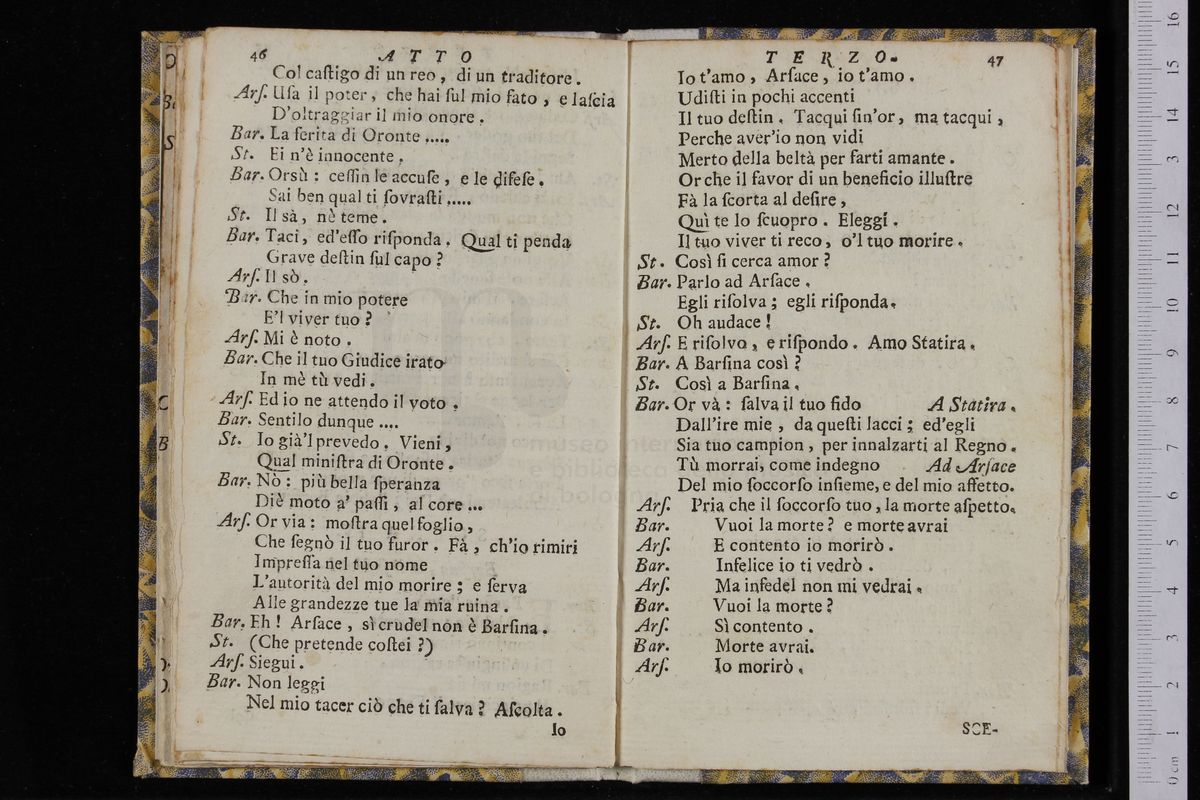 46 ATTO
Col castigo di un reo, di un traditore.
Ars. Usa il poter, che hai sul mio fato, e lascia
D'oltraggiar il mio onore.
Bar. La ferita di Oronte .....
St. Ei n'è innocente.
Bar. Orsù: cessin le accuse, e le difese.
Sai ben qual ti sovrasti .....
St. Il sà, nè teme.
Bar. Taci, ed'esso risponda. Qual ti penda
Grave destin sul capo?
Ars. Il sò.
Bar. Che in mio potere
E'l viver tuo?
Ars. Mi è noto.
Bar. Che il tuo Giudice irato
In mè tù vedi.
Ars. Ed io ne attendo il voto.
Bar. Sentilo dunque ....
St. Io già'l prevedo. Vieni,
Qual ministra di Oronte.
Bar. Nò: più bella speranza
Diè moto a' passi, al core ...
Ars. Or via: mostra quel foglio,
Che segnò il tuo furor. Fà, ch'io rimiri
Impressa nel tuo nome
L'autorità del mio morire; e serva
Alle grandezze tue la mia ruina.
Bar. Eh! Arsace, sì crudel non è Barsina.
St. (Che pretende costei?)
Ars. Siegui.
Bar. Non leggi
Nel mio tacer ciò che ti salva? Ascolta.
Io
TERZO. 47
Io t'amo, Arsace, io t'amo.
Udisti in pochi accenti
Il tuo destin. Tacqui sin'or, ma tacqui,
Perche aver'io non vidi
Merto della beltà per farti amante.
Or che il favor di un beneficio illustre
Fà la scorta al desire,
Quì te lo scuopro. Eleggi.
Il tuo viver ti reco, o'l tuo morire.
St. Così si cerca amor?
Bar. Parlo ad Arsace.
Egli risolva; egli risponda.
St. Oh audace!
Ars. E risolvo, e rispondo. Amo Statira.
Bar. A Barsina così?
St. Così a Barsina.
Bar. Or và: salva il tuo fido A Statira.
Dall'ire mie, da questi lacci; ed'egli
Sia tuo campion, per innalzarti al Regno.
Tù morrai, come indegno Ad Arsace
Del mio soccorso insieme, e del mio affetto.
Ars. Pria che il soccorso tuo, la morte aspetto.
Bar. Vuoi la morte? e morte avrai
Ars. E contento io morirò.
Bar. Infelice io ti vedrò.
Ars. Ma infedel non mi vedrai.
Bar. Vuoi la morte?
Ars. Sì contento.
Bar. Morte avrai.
Ars. Io morirò.
SCE-